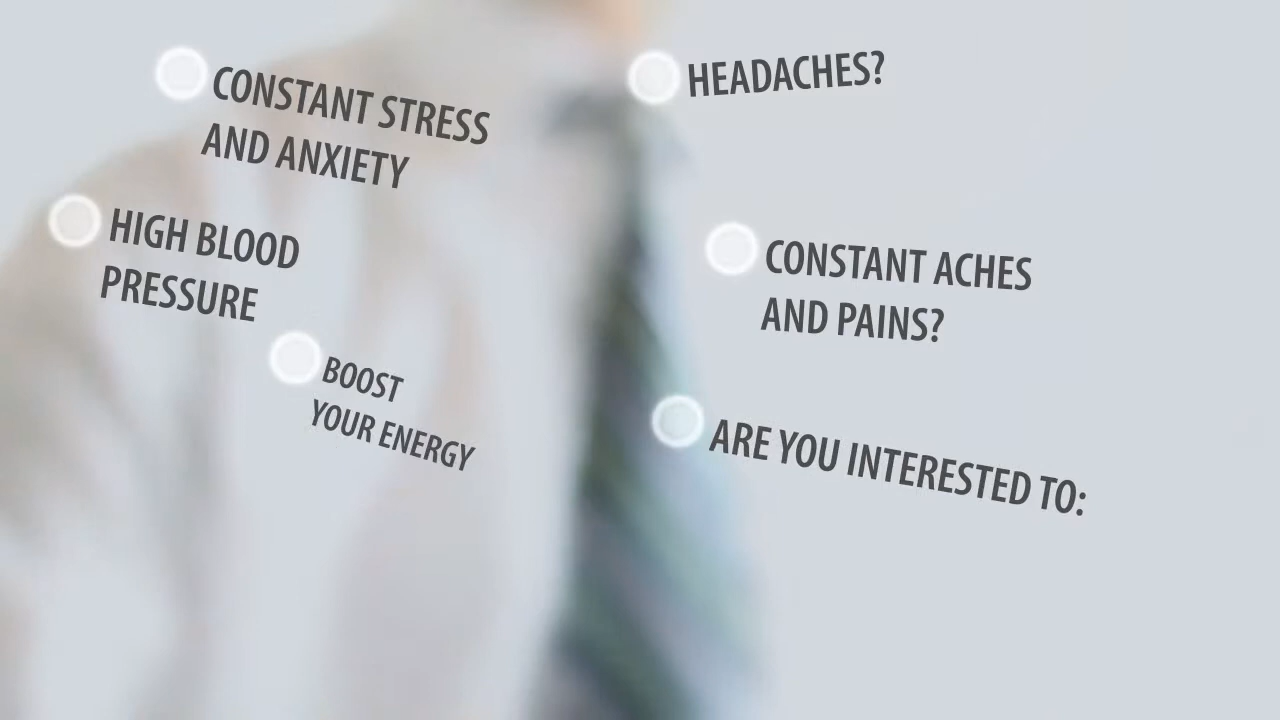 CONSTANT STRESS
AND ANXIETY
HIGH BLOOD
PRESSURE
BOOST
YOUR ENERGY
HEADACHES?
CONSTANT ACHES
AND PAINS?
ARE YOU INTERESTED TO: